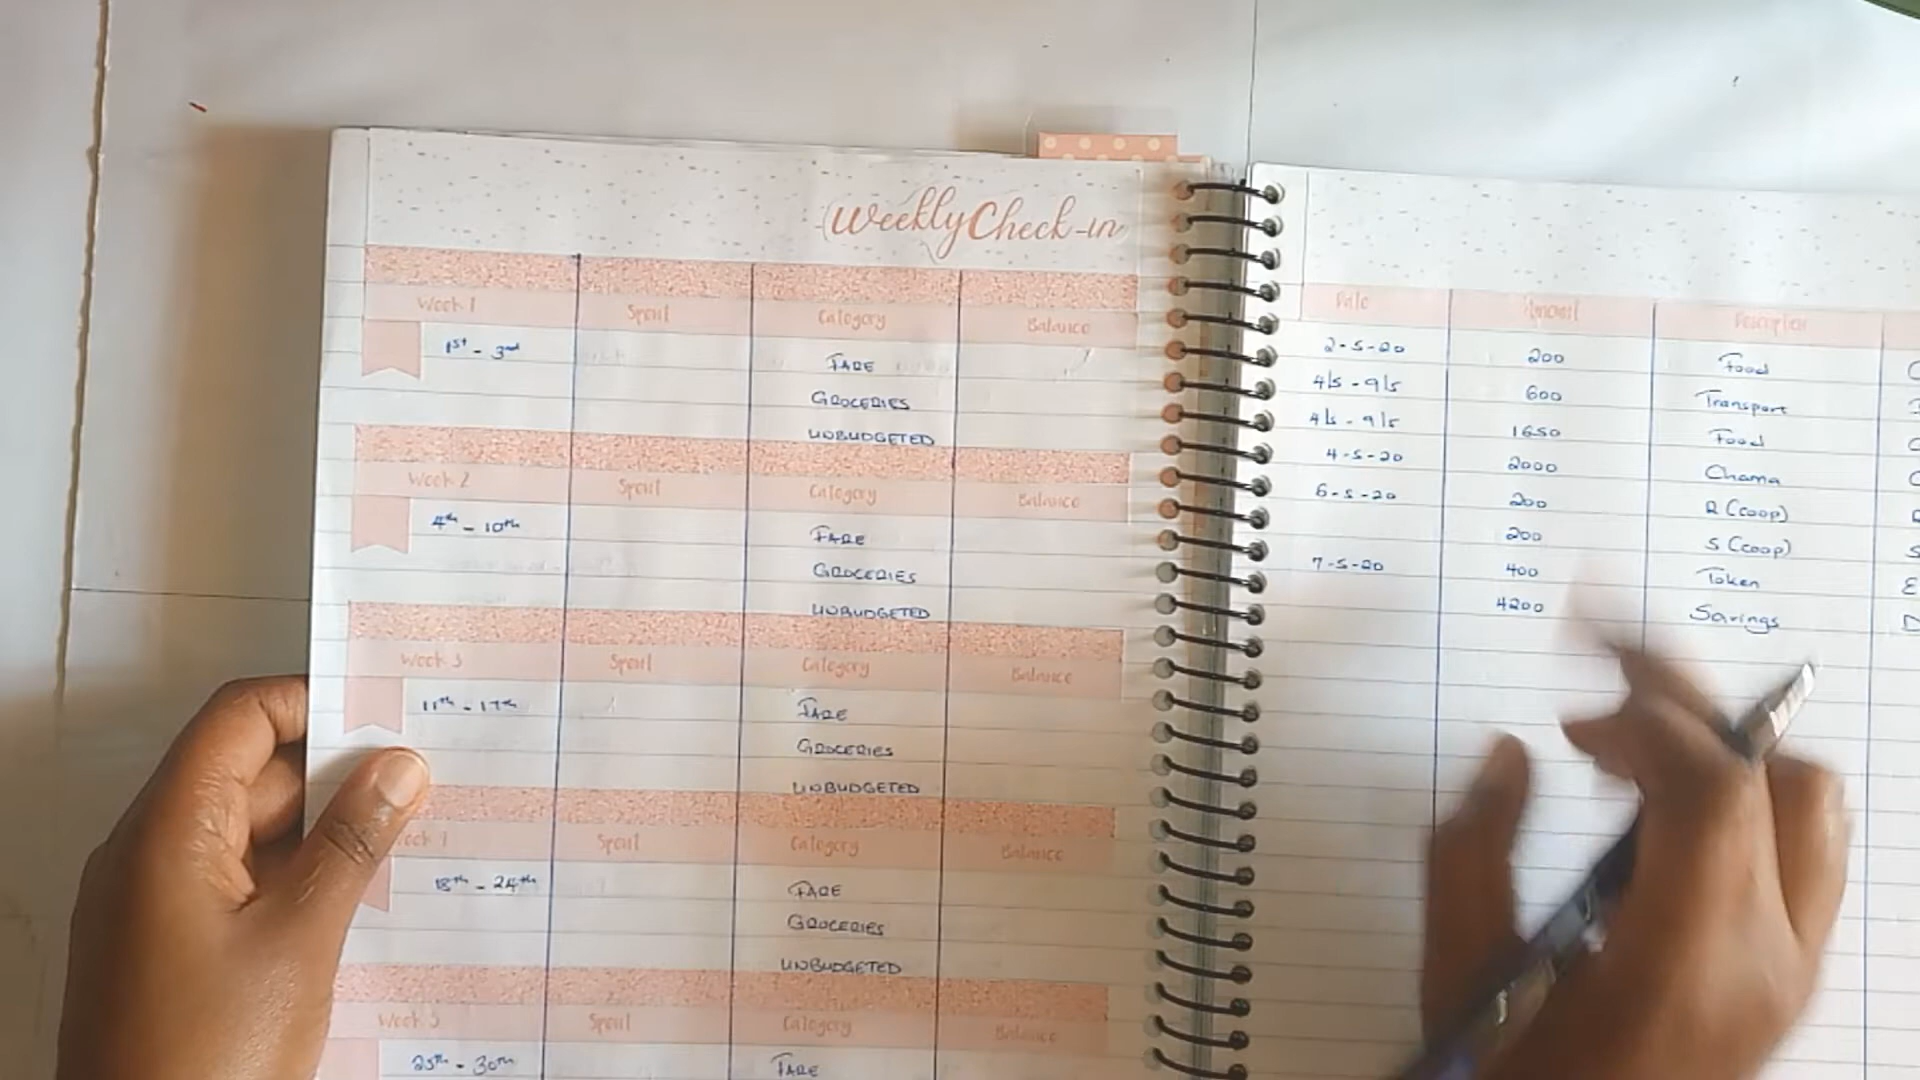 Weekly Check-in
Week 1 Spent Category Balance
1st - 3rd FARE
GROCERIES
UNBUDGETED
Week 2 Spent Category Balance
4th - 10th FARE
GROCERIES
UNBUDGETED
Week 3 Spent Category Balance
11th - 17th FARE
GROCERIES
UNBUDGETED
Week 4 Spent Category Balance
18th - 24th FARE
GROCERIES
UNBUDGETED
Week 5 Spent Category Balance
25th - 30th FARE
Date Amount Description
2-5-20 200 Food
4/5 - 9/5 600 Transport
4/5 - 9/5 1650 Food
4-5-20 2000 Chama
6-5-20 200 R (coop)
200 S (coop)
7-5-20 400 Token
4200 Savings